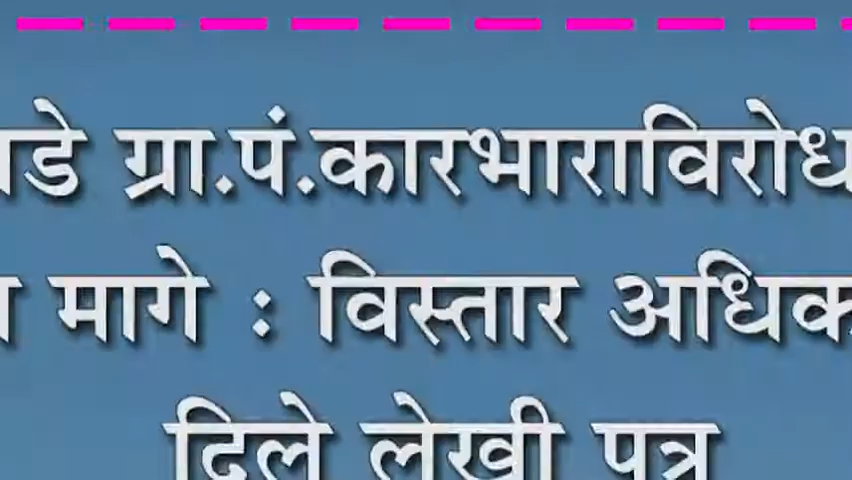 ग्रा.पं.कारभाराविरोध
मागे : विस्तार अधिक
दिले लेखी पत्र